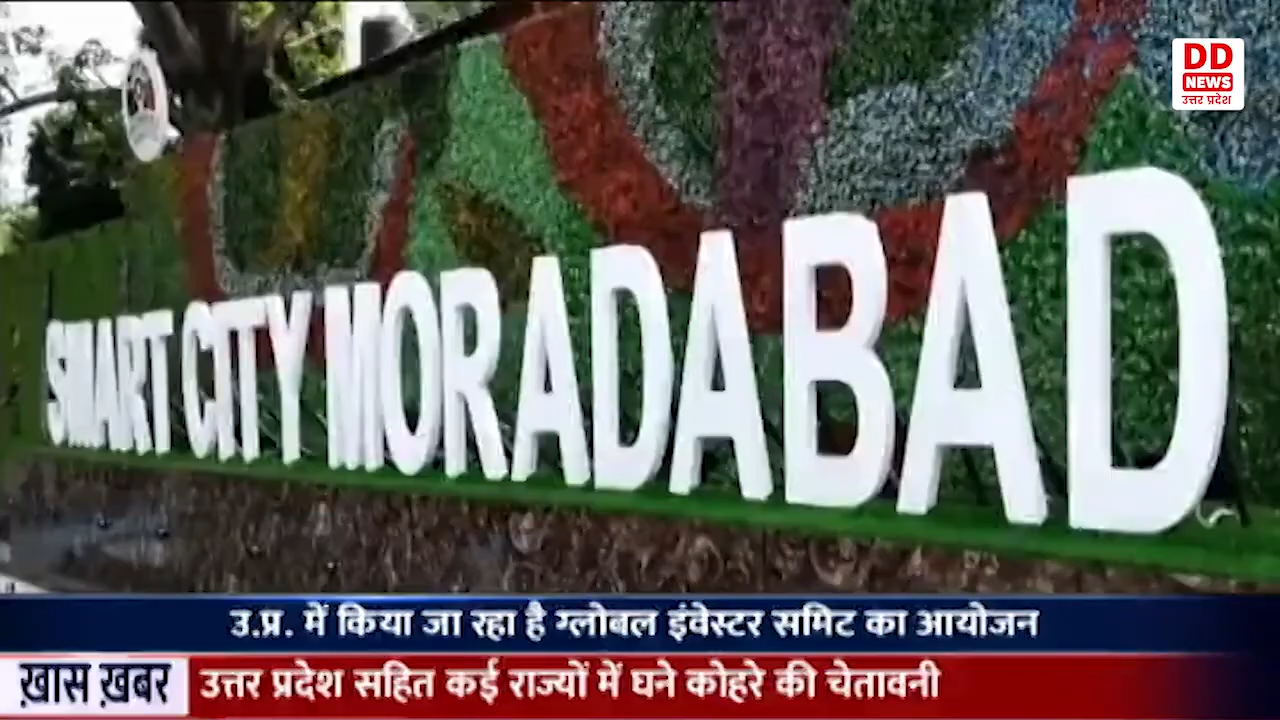 DD
NEWS
उत्तर प्रदेश
SMART CITY MORADABAD
उ.प्र. में किया जा रहा है ग्लोबल इंवेस्टर समिट का आयोजन
ख़ास ख़बर
उत्तर प्रदेश सहित कई राज्यों में घने कोहरे की चेतावनी